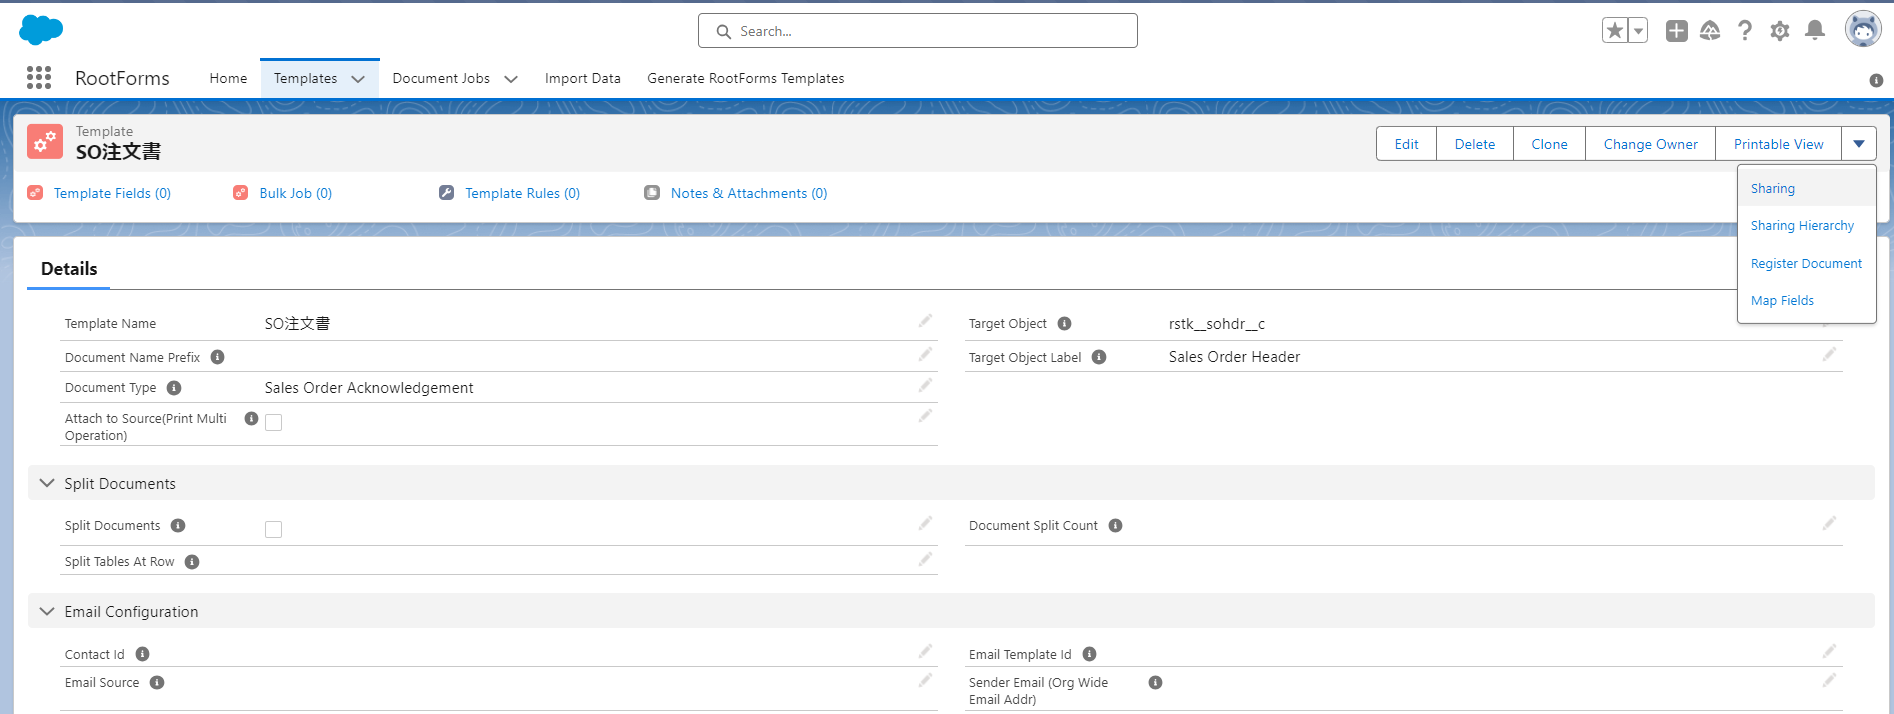 Search...
RootForms
Home
Templates
Document Jobs
Import Data
Generate RootForms Templates
Template
SO注文書
Edit
Delete
Clone
Change Owner
Printable View
Template Fields (0)
Bulk Job (0)
Template Rules (0)
Notes & Attachments (0)
Sharing
Sharing Hierarchy
Register Document
Map Fields
Details
Template Name
SO注文書
Target Object
rstk__sohdr__c
Document Name Prefix
Target Object Label
Sales Order Header
Document Type
Sales Order Acknowledgement
Attach to Source(Print Multi
Operation)
Split Documents
Split Documents
Document Split Count
Split Tables At Row
Email Configuration
Contact Id
Email Template Id
Email Source
Sender Email (Org Wide
Email Addr)